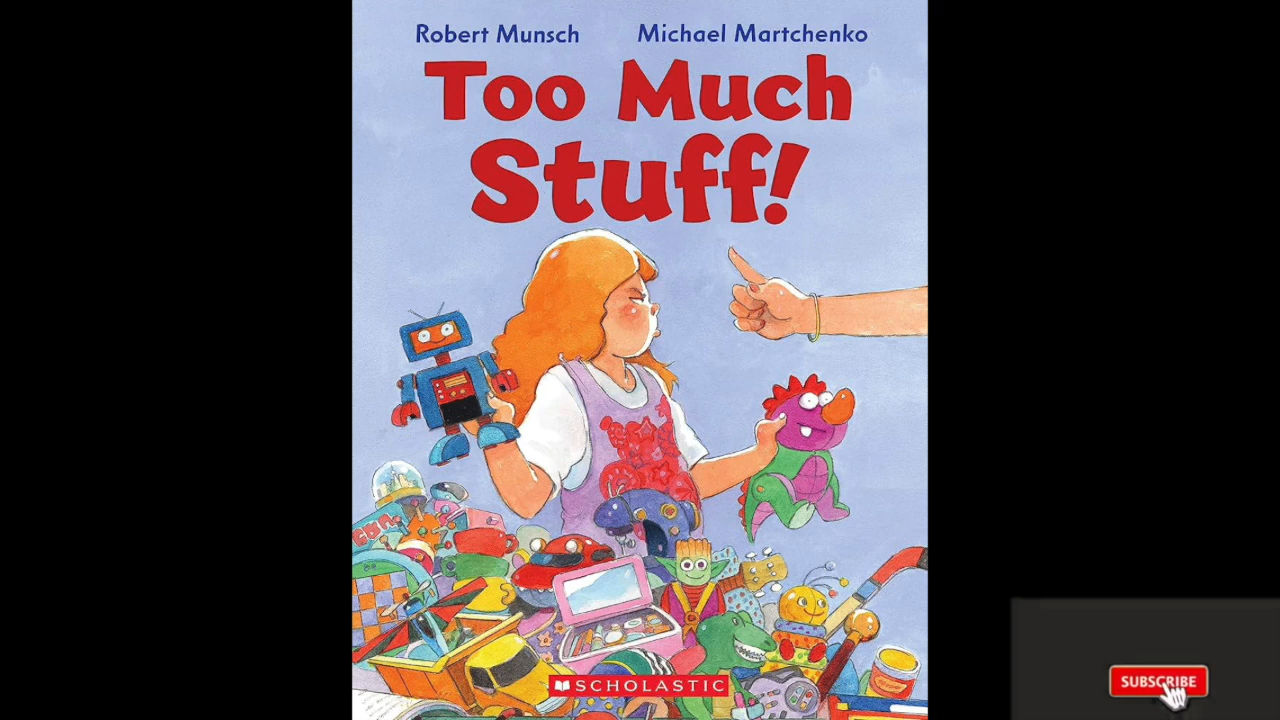 Robert Munsch Michael Martchenko
Too Much
Stuff!
SCHOLASTIC
SUBSCRIBE